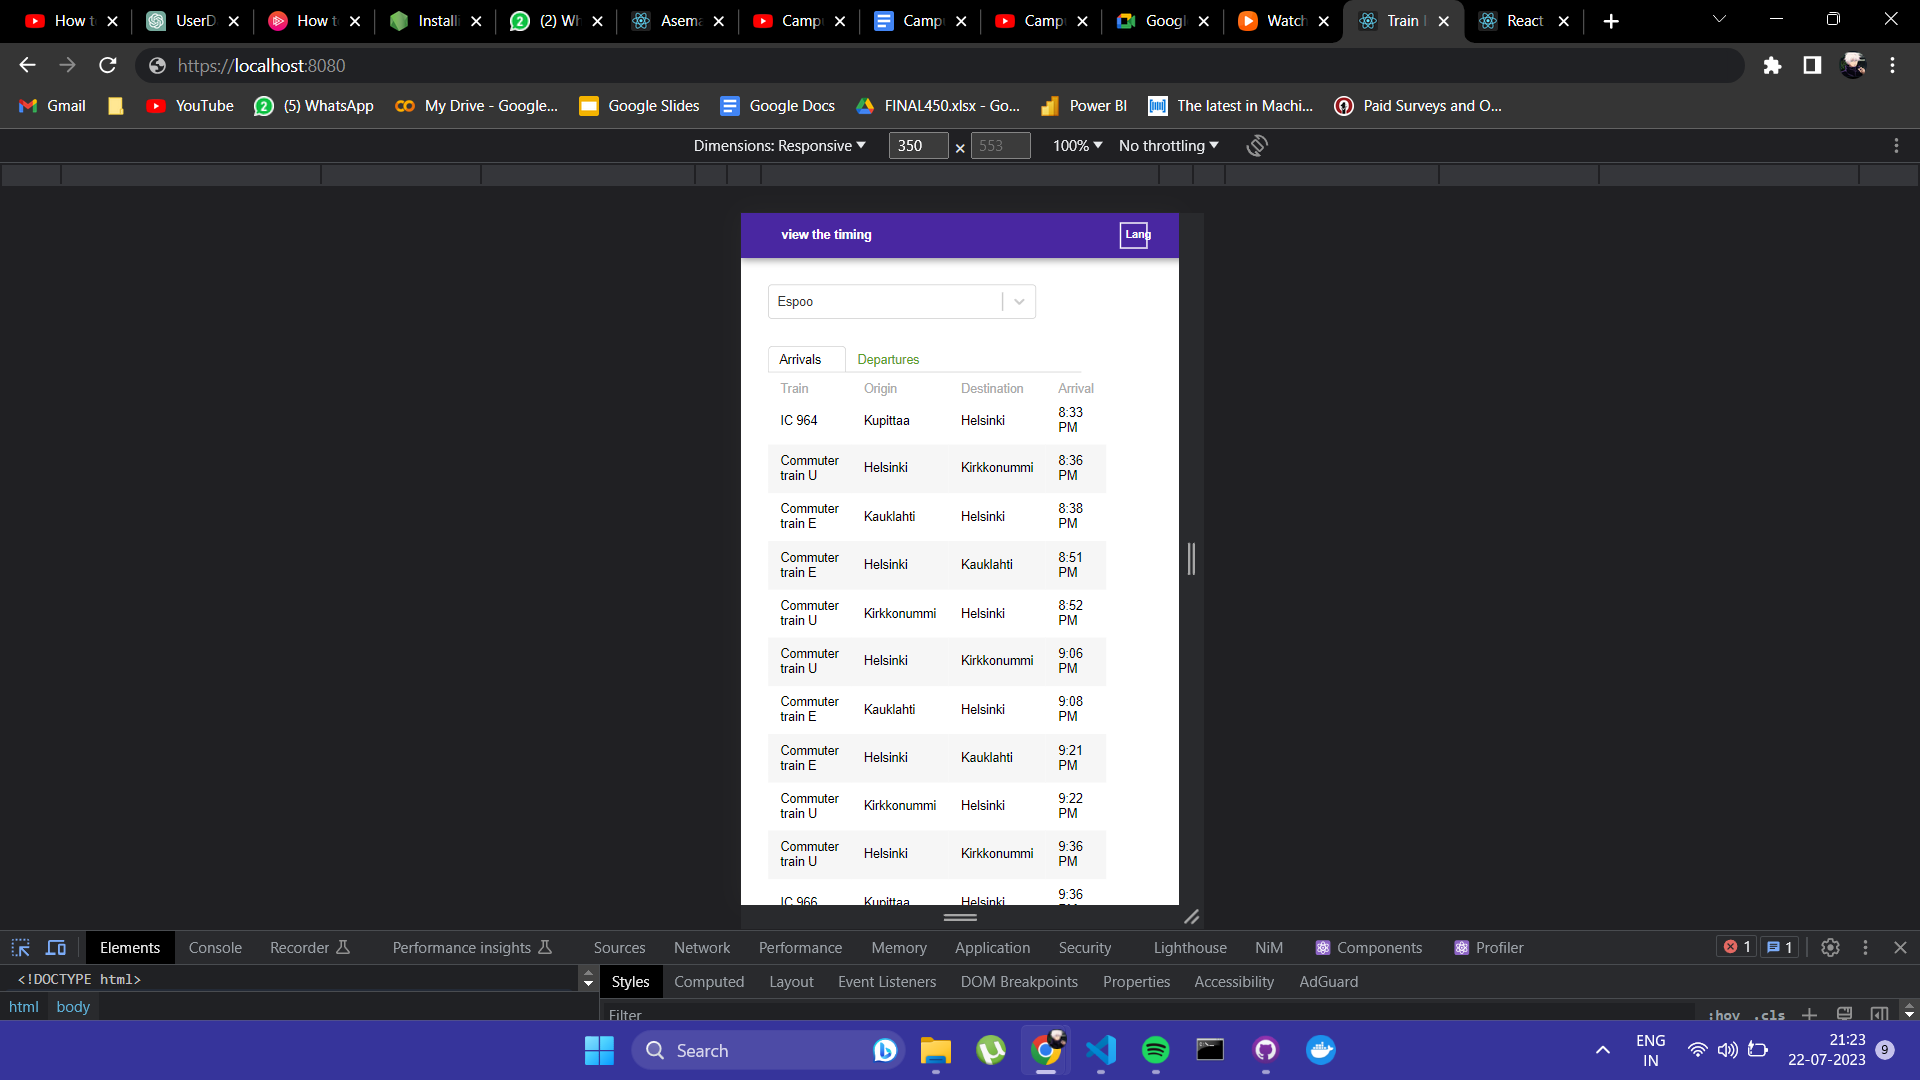 How to
UserD
How to
Installi
(2) Wh
Asema
Camp
Camp
Camp
Googl
Watch
Train I
React
https://localhost:8080
Gmail
YouTube
(5) WhatsApp
My Drive - Google...
Google Slides
Google Docs
FINAL450.xlsx - Go...
Power BI
The latest in Machi...
Paid Surveys and O...
Dimensions: Responsive
350 × 553
100%
No throttling
view the timing
Lang
Espoo
Arrivals Departures
Train Origin Destination Arrival
IC 964 Kupittaa Helsinki 8:33 PM
Commuter train U Helsinki Kirkkonummi 8:36 PM
Commuter train E Kauklahti Helsinki 8:38 PM
Commuter train E Helsinki Kauklahti 8:51 PM
Commuter train U Kirkkonummi Helsinki 8:52 PM
Commuter train U Helsinki Kirkkonummi 9:06 PM
Commuter train E Kauklahti Helsinki 9:08 PM
Commuter train E Helsinki Kauklahti 9:21 PM
Commuter train U Kirkkonummi Helsinki 9:22 PM
Commuter train U Helsinki Kirkkonummi 9:36 PM
IC 966 Kupittaa Helsinki 9:36
Elements Console Recorder Performance insights Sources Network Performance Memory Application Security Lighthouse NiM Components Profiler 1 1
<!DOCTYPE html>
Styles Computed Layout Event Listeners DOM Breakpoints Properties Accessibility AdGuard
html body
Filter
:hov .cls
Search
ENG
IN
21:23
22-07-2023
9